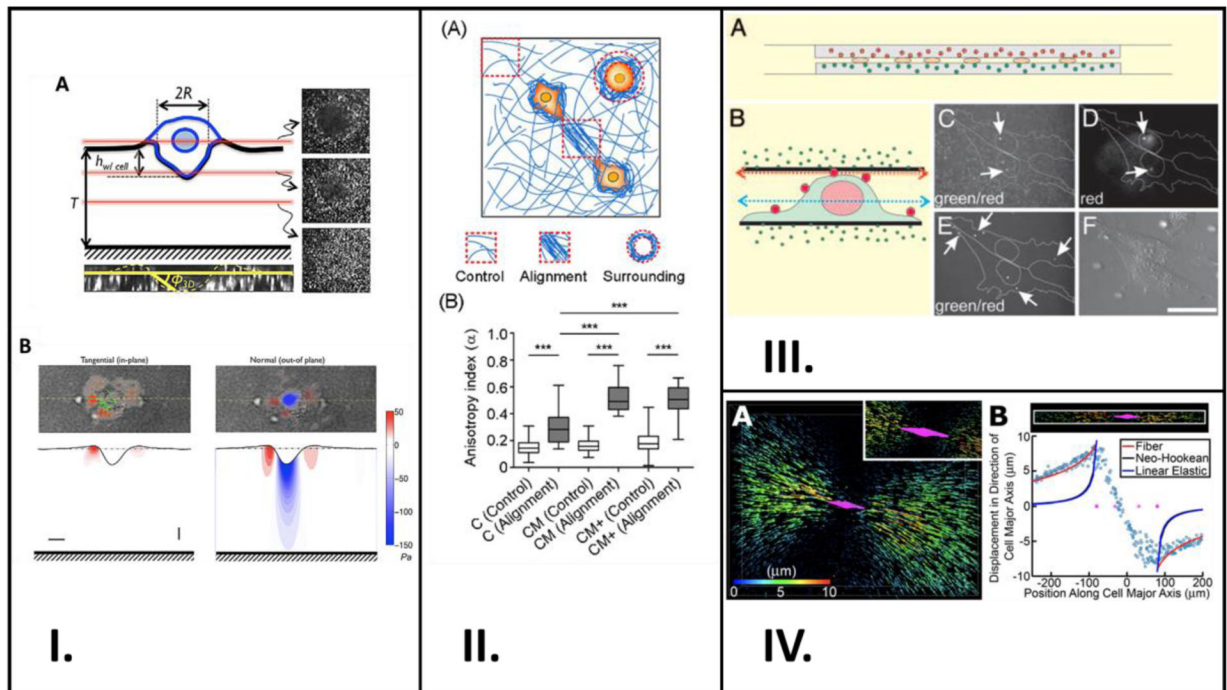 A
2R
h w/ cell
T
ϕ3D
B
Tangential (in-plane)
Normal (out-of plane)
50
0
−50
−100
−150
Pa
I.
(A)
Control
Alignment
Surrounding
(B)
***
***
*** *** ***
Anisotropy index (α)
1.0
0.8
0.6
0.4
0.2
0
C (Control)
C (Alignment)
CM (Control)
CM (Alignment)
CM+ (Control)
CM+ (Alignment)
II.
A
B
C
green/red
D
red
E
green/red
F
III.
A
(μm)
0 5 10
B
Displacement in Direction of
Cell Major Axis (μm)
10
5
0
-5
-10
Fiber
Neo-Hookean
Linear Elastic
-200 -100 0 100 200
Position Along Cell Major Axis (μm)
IV.